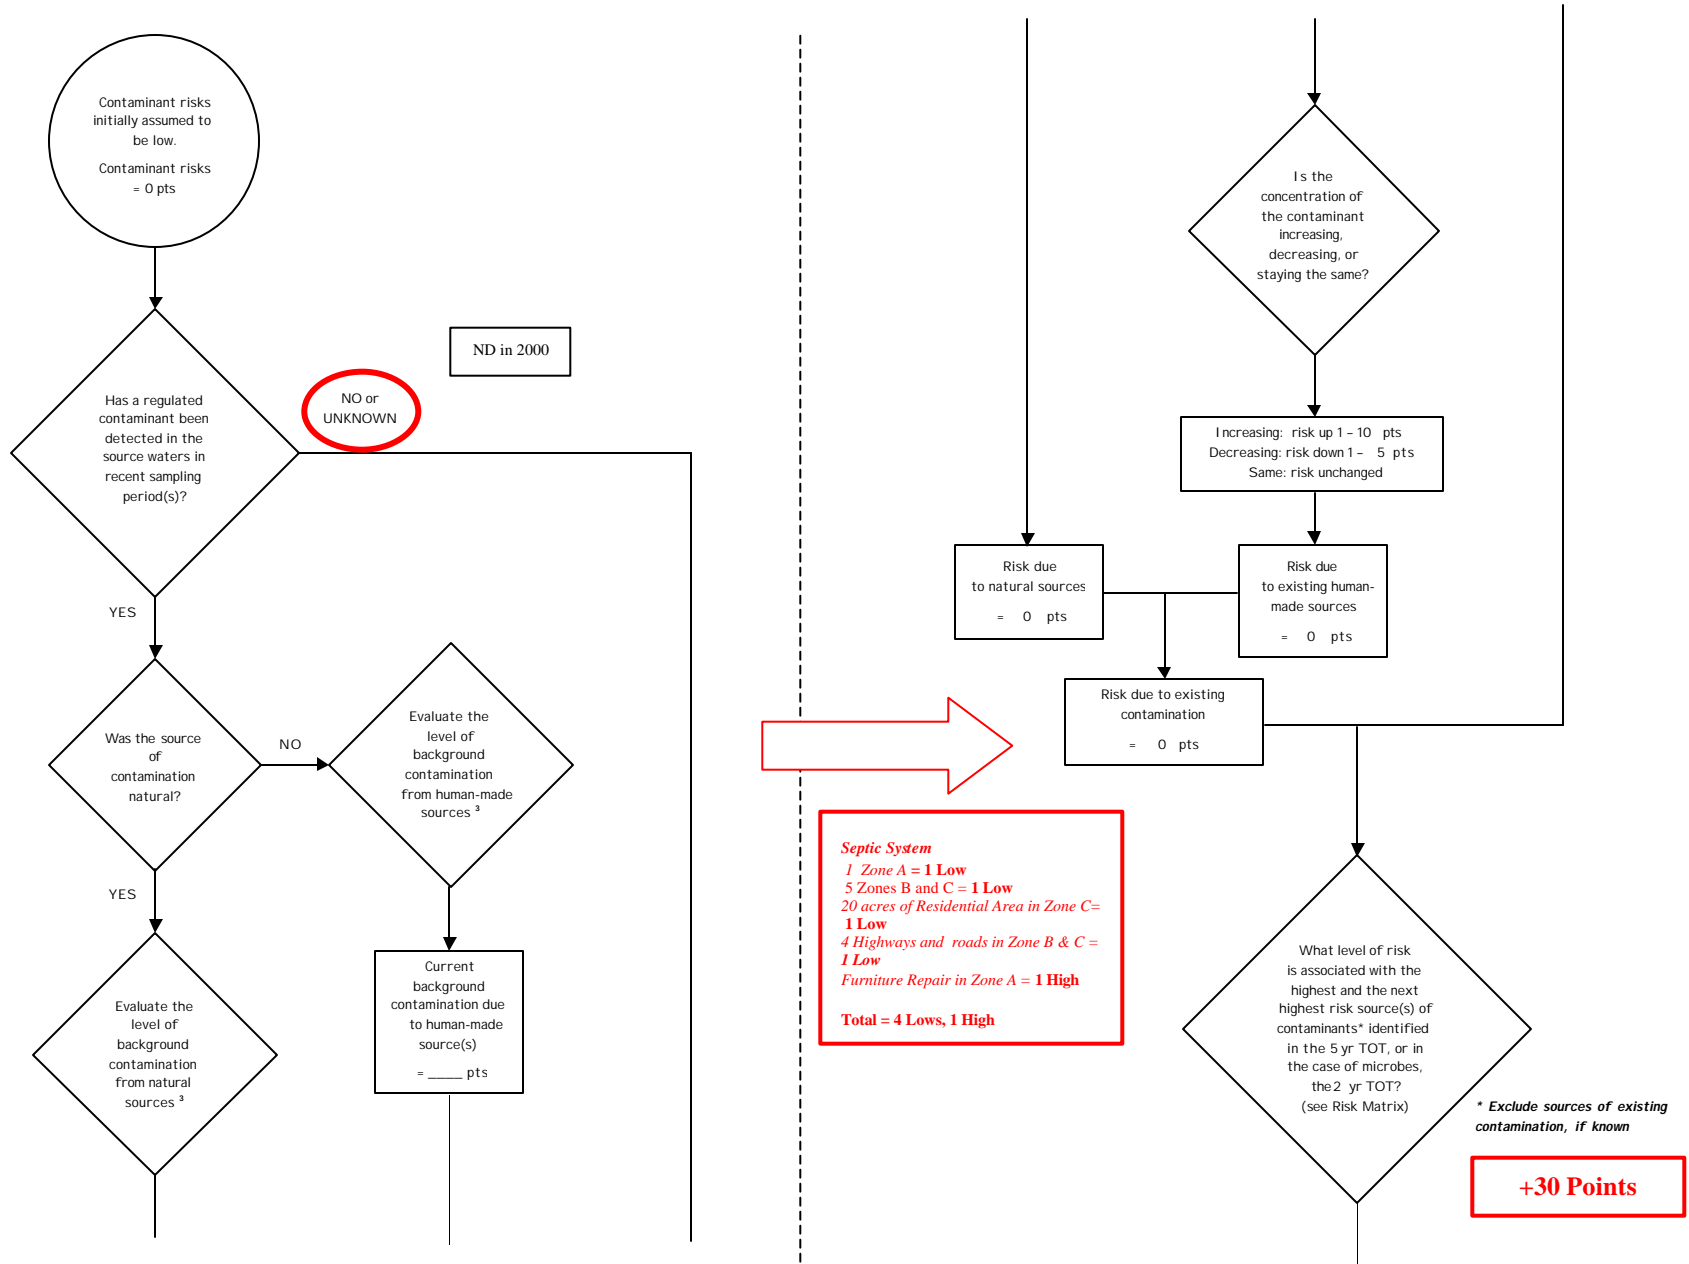 Contaminant risks
initially assumed to
be low.
Contaminant risks
= 0 pts
ND in 2000
Has a regulated
contaminant been
detected in the
source waters in
recent sampling
period(s)?
NO or
UNKNOWN
YES
Was the source
of
contamination
natural?
NO
Evaluate the
level of
background
contamination
from human-made
sources ³
YES
Evaluate the
level of
background
contamination
from natural
sources ³
Current
background
contamination due
to human-made
source(s)
= ____ pts
Is the
concentration of
the contaminant
increasing,
decreasing, or
staying the same?
Increasing: risk up 1 – 10 pts
Decreasing: risk down 1 – 5 pts
Same: risk unchanged
Risk due
to natural sources
= 0 pts
Risk due
to existing human-
made sources
= 0 pts
Risk due to existing
contamination
= 0 pts
Septic System
1 Zone A = 1 Low
5 Zones B and C = 1 Low
20 acres of Residential Area in Zone C=
1 Low
4 Highways and roads in Zone B & C =
1 Low
Furniture Repair in Zone A = 1 High
Total = 4 Lows, 1 High
What level of risk
is associated with the
highest and the next
highest risk source(s) of
contaminants* identified
in the 5 yr TOT, or in
the case of microbes,
the 2 yr TOT?
(see Risk Matrix)
* Exclude sources of existing
contamination, if known
+30 Points